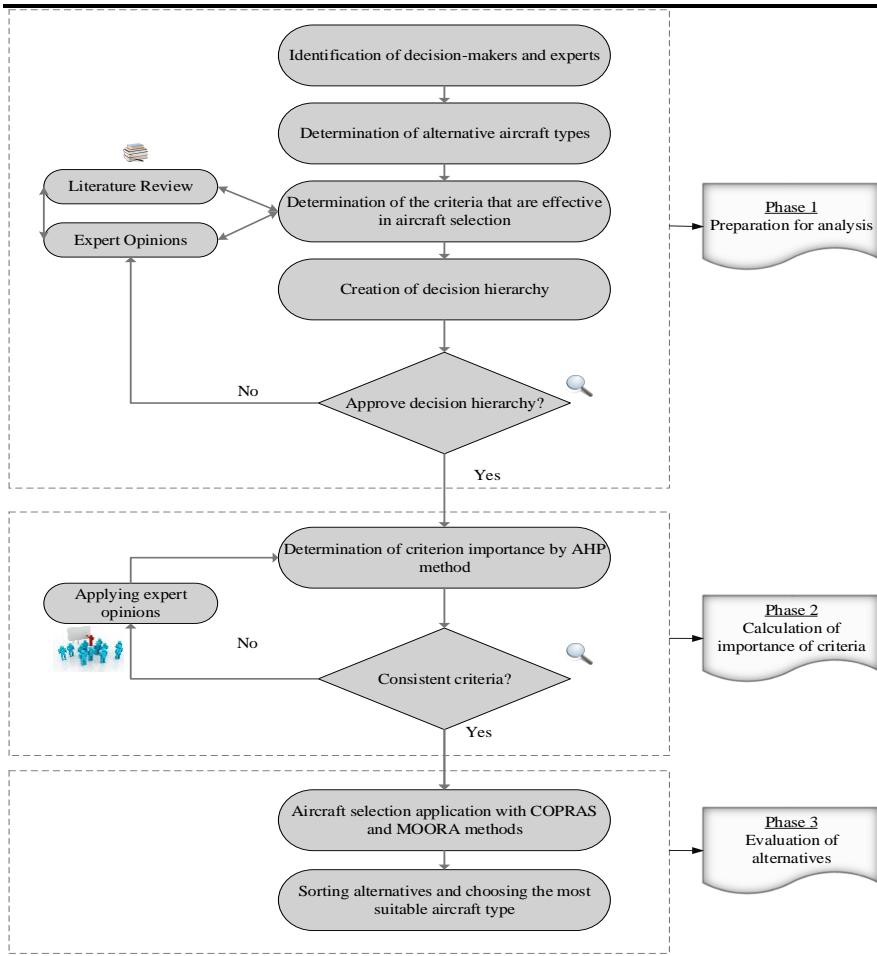 Identification of decision-makers and experts
Determination of alternative aircraft types
Literature Review
Expert Opinions
Determination of the criteria that are effective
in aircraft selection
Creation of decision hierarchy
No
Approve decision hierarchy?
Yes
Phase 1
Preparation for analysis
Determination of criterion importance by AHP
method
Applying expert
opinions
No
Consistent criteria?
Yes
Phase 2
Calculation of
importance of criteria
Aircraft selection application with COPRAS
and MOORA methods
Sorting alternatives and choosing the most
suitable aircraft type
Phase 3
Evaluation of
alternatives